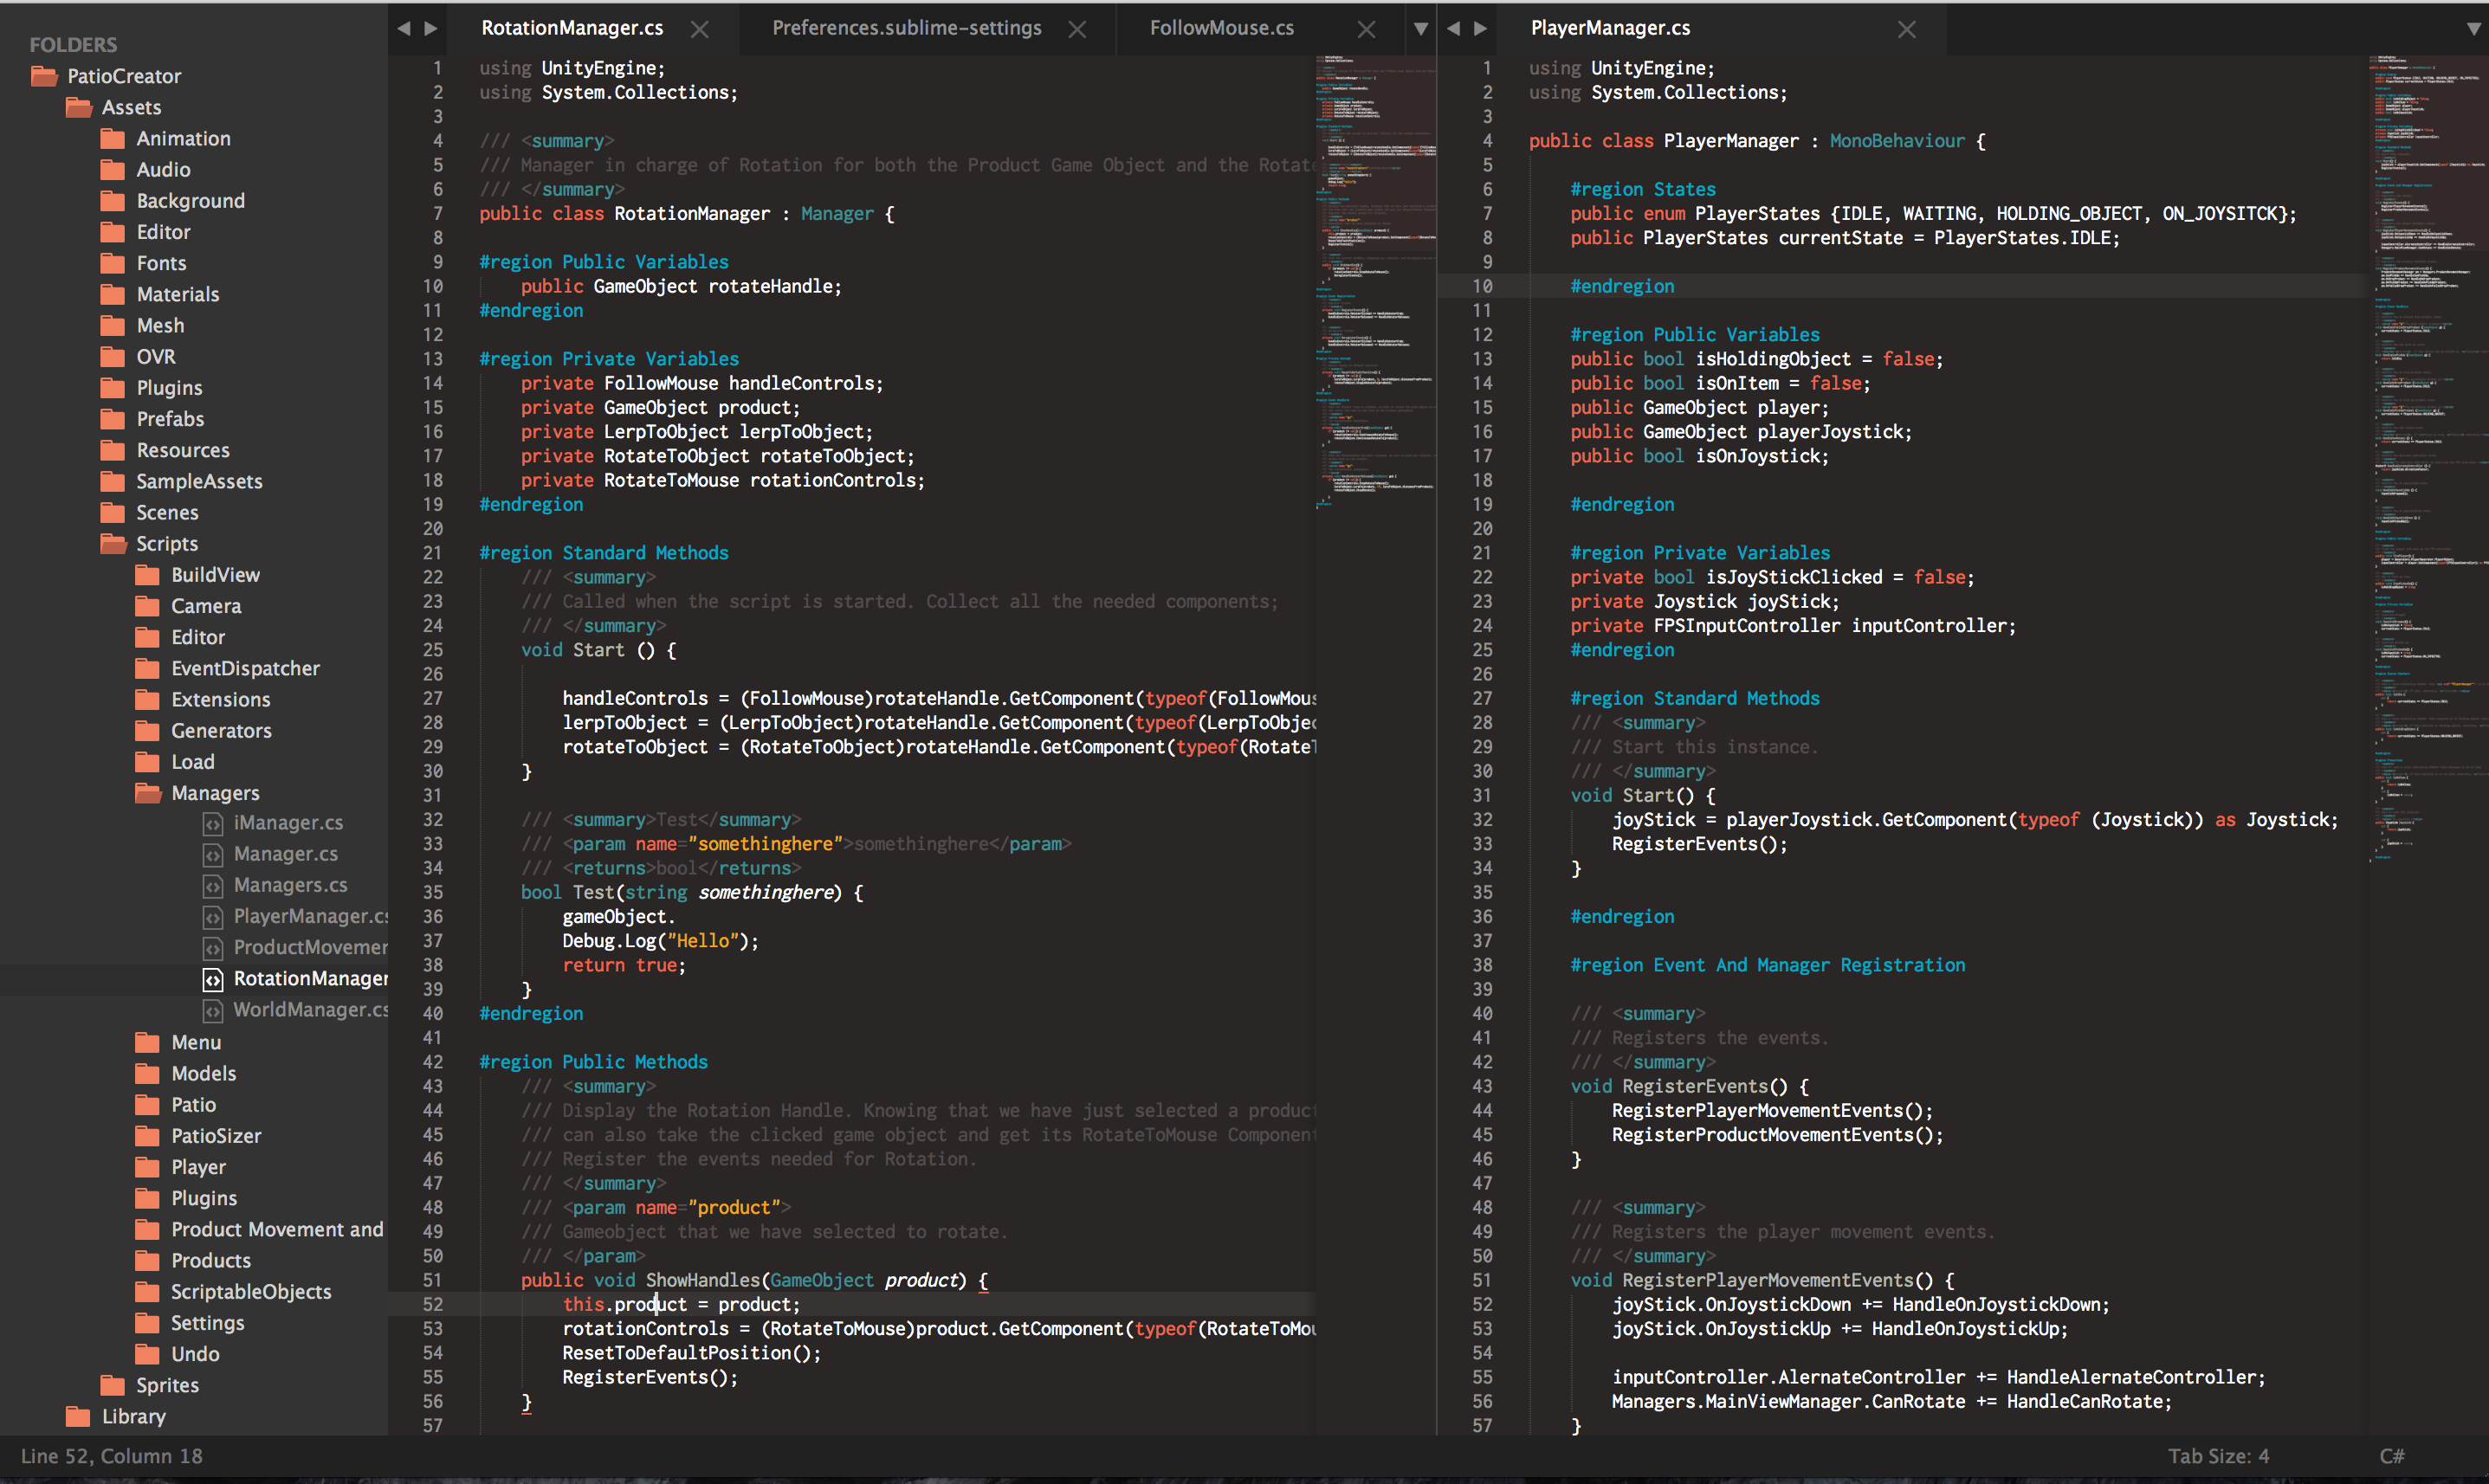 FOLDERS
PatioCreator
Assets
Animation
Audio
Background
Editor
Fonts
Materials
Mesh
OVR
Plugins
Prefabs
Resources
SampleAssets
Scenes
Scripts
BuildView
Camera
Editor
EventDispatcher
Extensions
Generators
Load
Managers
iManager.cs
Manager.cs
Managers.cs
PlayerManager.cs
ProductMovemer
RotationManager
WorldManager.cs
Menu
Models
Patio
PatioSizer
Player
Plugins
Product Movement and
Products
ScriptableObjects
Settings
Undo
Sprites
Library
RotationManager.cs
Preferences.sublime-settings
FollowMouse.cs
1 using UnityEngine;
2 using System.Collections;
3
4 /// <summary>
5 /// Manager in charge of Rotation for both the Product Game Object and the Rotate
6 /// </summary>
7 public class RotationManager : Manager {
8
9 #region Public Variables
10 public GameObject rotateHandle;
11 #endregion
12
13 #region Private Variables
14 private FollowMouse handleControls;
15 private GameObject product;
16 private LerpToObject lerpToObject;
17 private RotateToObject rotateToObject;
18 private RotateToMouse rotationControls;
19 #endregion
20
21 #region Standard Methods
22 /// <summary>
23 /// Called when the script is started. Collect all the needed components;
24 /// </summary>
25 void Start () {
26
27 handleControls = (FollowMouse)rotateHandle.GetComponent(typeof(FollowMous
28 lerpToObject = (LerpToObject)rotateHandle.GetComponent(typeof(LerpToObjec
29 rotateToObject = (RotateToObject)rotateHandle.GetComponent(typeof(RotateT
30 }
31
32 /// <summary>Test</summary>
33 /// <param name="somethinghere">somethinghere</param>
34 /// <returns>bool</returns>
35 bool Test(string somethinghere) {
36 gameObject.
37 Debug.Log("Hello");
38 return true;
39 }
40 #endregion
41
42 #region Public Methods
43 /// <summary>
44 /// Display the Rotation Handle. Knowing that we have just selected a produc
45 /// can also take the clicked game object and get its RotateToMouse Component
46 /// Register the events needed for Rotation.
47 /// </summary>
48 /// <param name="product">
49 /// Gameobject that we have selected to rotate.
50 /// </param>
51 public void ShowHandles(GameObject product) {
52 this.product = product;
53 rotationControls = (RotateToMouse)product.GetComponent(typeof(RotateToMou
54 ResetToDefaultPosition();
55 RegisterEvents();
56 }
57
PlayerManager.cs
1 using UnityEngine;
2 using System.Collections;
3
4 public class PlayerManager : MonoBehaviour {
5
6 #region States
7 public enum PlayerStates {IDLE, WAITING, HOLDING_OBJECT, ON_JOYSITCK};
8 public PlayerStates currentState = PlayerStates.IDLE;
9
10 #endregion
11
12 #region Public Variables
13 public bool isHoldingObject = false;
14 public bool isOnItem = false;
15 public GameObject player;
16 public GameObject playerJoystick;
17 public bool isOnJoystick;
18
19 #endregion
20
21 #region Private Variables
22 private bool isJoyStickClicked = false;
23 private Joystick joyStick;
24 private FPSInputController inputController;
25 #endregion
26
27 #region Standard Methods
28 /// <summary>
29 /// Start this instance.
30 /// </summary>
31 void Start() {
32 joyStick = playerJoystick.GetComponent(typeof (Joystick)) as Joystick;
33 RegisterEvents();
34 }
35
36 #endregion
37
38 #region Event And Manager Registration
39
40 /// <summary>
41 /// Registers the events.
42 /// </summary>
43 void RegisterEvents() {
44 RegisterPlayerMovementEvents();
45 RegisterProductMovementEvents();
46 }
47
48 /// <summary>
49 /// Registers the player movement events.
50 /// </summary>
51 void RegisterPlayerMovementEvents() {
52 joyStick.OnJoystickDown += HandleOnJoystickDown;
53 joyStick.OnJoystickUp += HandleOnJoystickUp;
54
55 inputController.AlernateController += HandleAlernateController;
56 Managers.MainViewManager.CanRotate += HandleCanRotate;
57 }
Line 52, Column 18
Tab Size: 4
C#